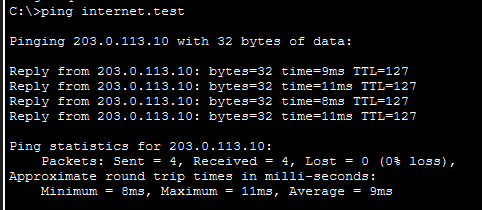 C:\>ping internet.test
Pinging 203.0.113.10 with 32 bytes of data:
Reply from 203.0.113.10: bytes=32 time=9ms TTL=127
Reply from 203.0.113.10: bytes=32 time=11ms TTL=127
Reply from 203.0.113.10: bytes=32 time=8ms TTL=127
Reply from 203.0.113.10: bytes=32 time=11ms TTL=127
Ping statistics for 203.0.113.10:
    Packets: Sent = 4, Received = 4, Lost = 0 (0% loss),
Approximate round trip times in milli-seconds:
    Minimum = 8ms, Maximum = 11ms, Average = 9ms